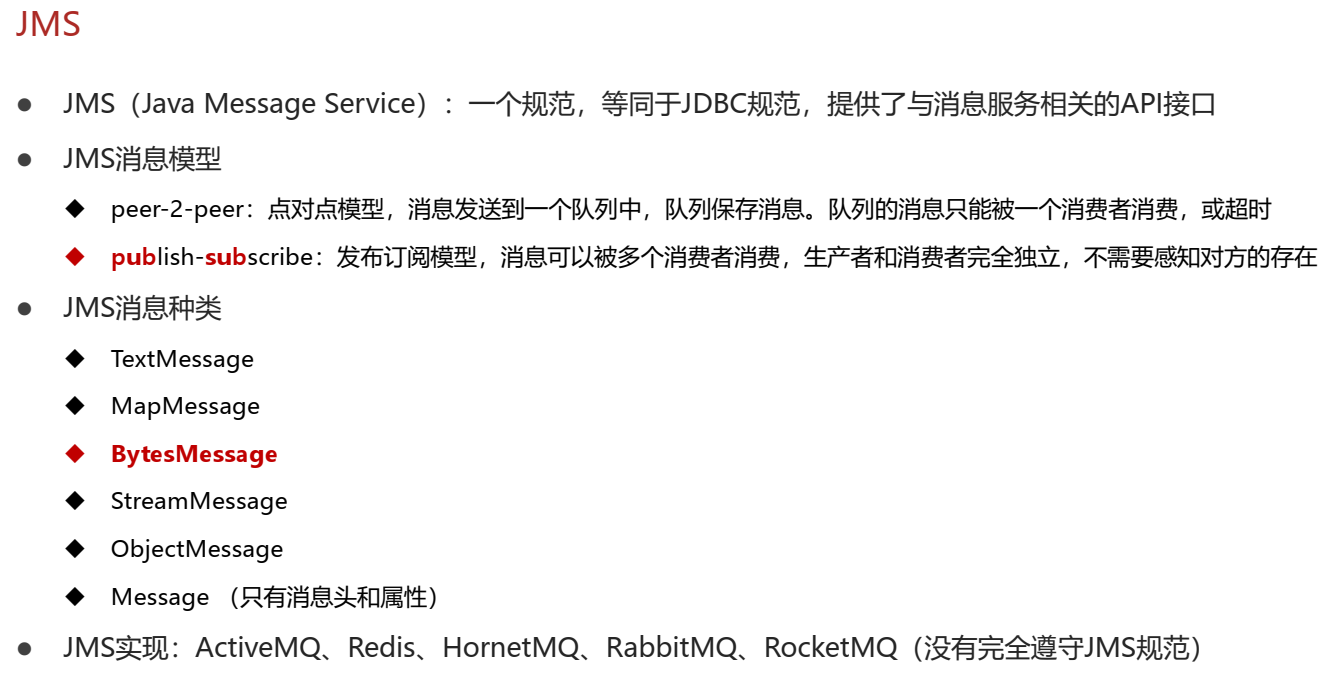 JMS
JMS（Java Message Service）：一个规范，等同于JDBC规范，提供了与消息服务相关的API接口
JMS消息模型
peer-2-peer：点对点模型，消息发送到一个队列中，队列保存消息。队列的消息只能被一个消费者消费，或超时
publish-subscribe：发布订阅模型，消息可以被多个消费者消费，生产者和消费者完全独立，不需要感知对方的存在
JMS消息种类
TextMessage
MapMessage
BytesMessage
StreamMessage
ObjectMessage
Message （只有消息头和属性）
JMS实现：ActiveMQ、Redis、HornetMQ、RabbitMQ、RocketMQ（没有完全遵守JMS规范）